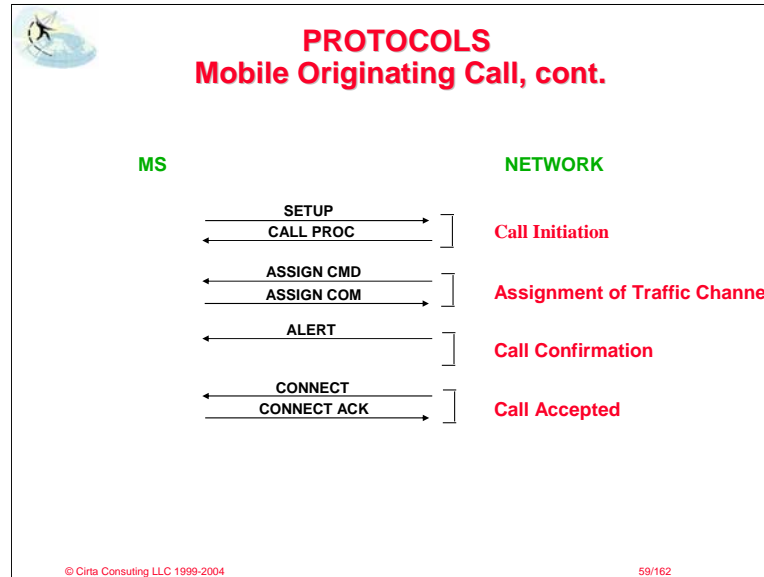 PROTOCOLS
Mobile Originating Call, cont.
MS NETWORK
SETUP
CALL PROC
Call Initiation
ASSIGN CMD
ASSIGN COM
Assignment of Traffic Channe
ALERT
Call Confirmation
CONNECT
CONNECT ACK
Call Accepted
© Cirta Consuting LLC 1999-2004 59/162